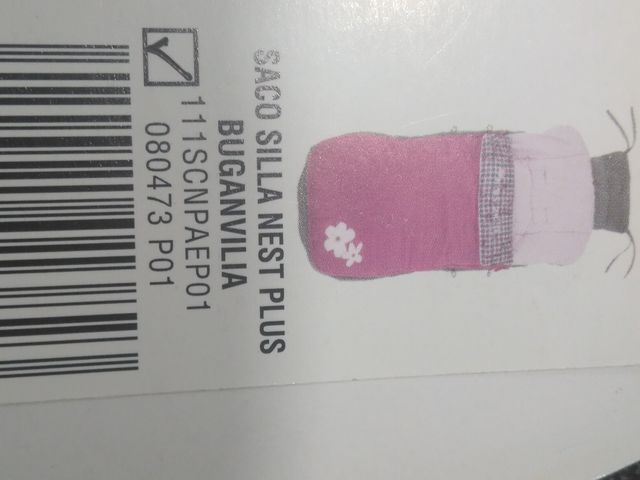 SACO SILLA NEST PLUS
BUGANVILIA
111SCNPAEP01
080473 P01